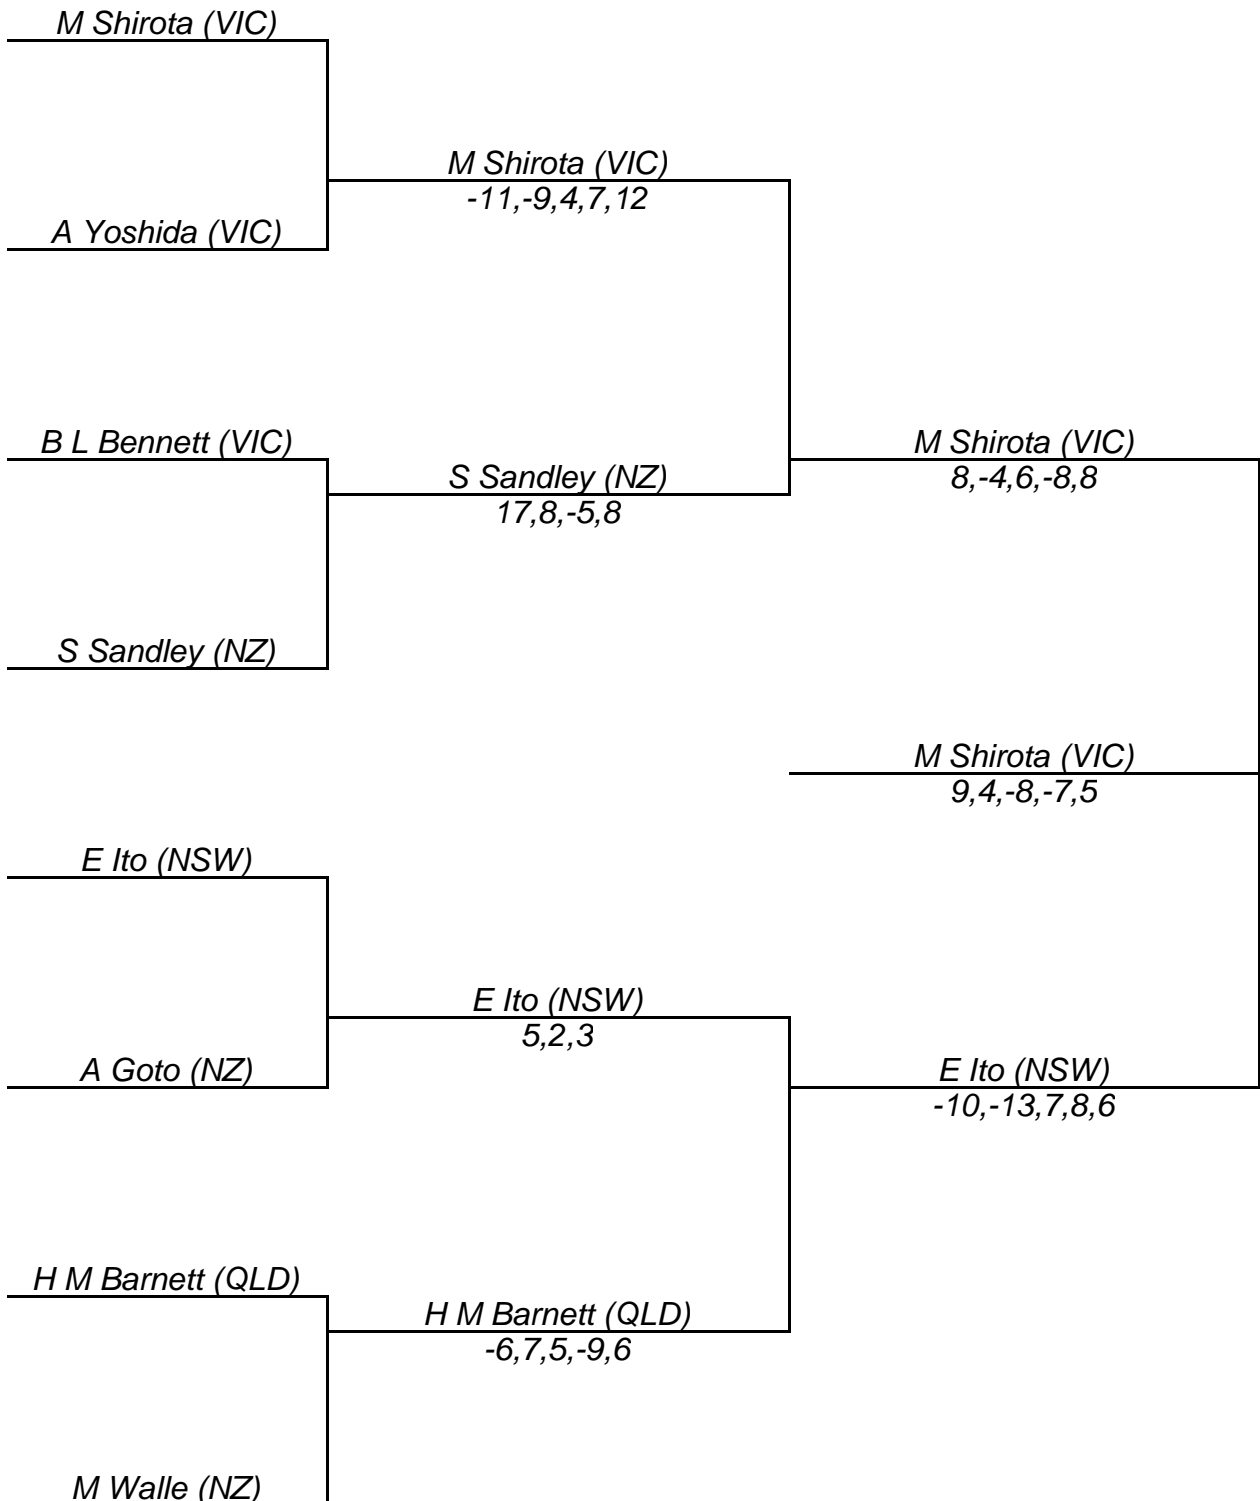 M Shirota (VIC)
M Shirota (VIC)
-11,-9,4,7,12
A Yoshida (VIC)
B L Bennett (VIC)
M Shirota (VIC)
8,-4,6,-8,8
S Sandley (NZ)
17,8,-5,8
S Sandley (NZ)
M Shirota (VIC)
9,4,-8,-7,5
E Ito (NSW)
E Ito (NSW)
5,2,3
A Goto (NZ)
E Ito (NSW)
-10,-13,7,8,6
H M Barnett (QLD)
H M Barnett (QLD)
-6,7,5,-9,6
M Walle (NZ)